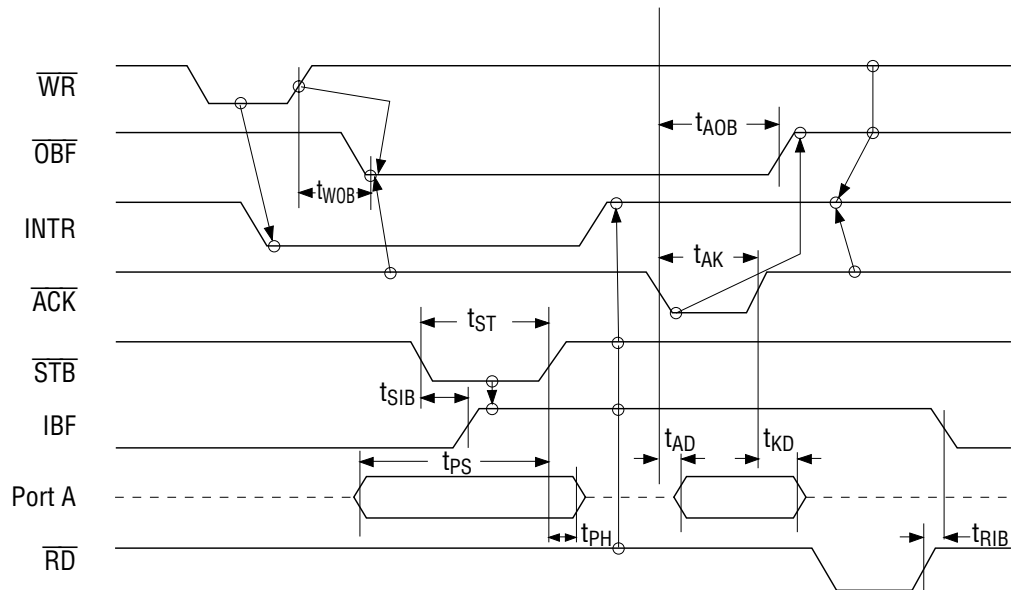 WR
tAOB
OBF
tWOB
INTR
tAK
ACK
tST
STB
tSIB
IBF
tAD
tKD
tPS
Port A
tPH
tRIB
RD